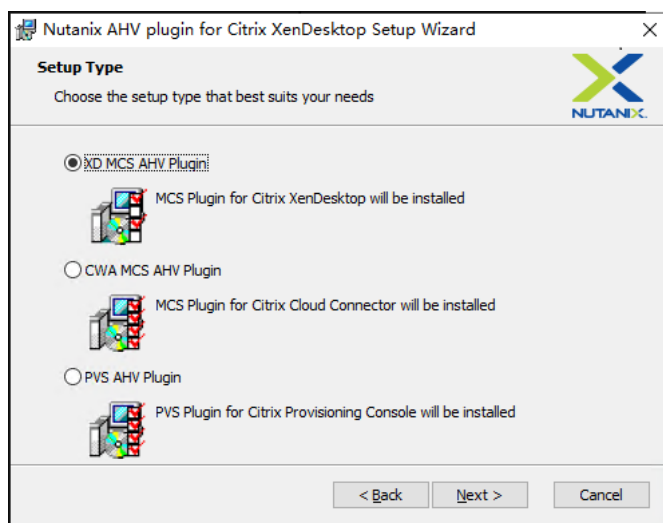 Nutanix AHV plugin for Citrix XenDesktop Setup Wizard
Setup Type
Choose the setup type that best suits your needs
NUTANIX.
XD MCS AHV Plugin
MCS Plugin for Citrix XenDesktop will be installed
CWA MCS AHV Plugin
MCS Plugin for Citrix Cloud Connector will be installed
PVS AHV Plugin
PVS Plugin for Citrix Provisioning Console will be installed
< Back Next > Cancel